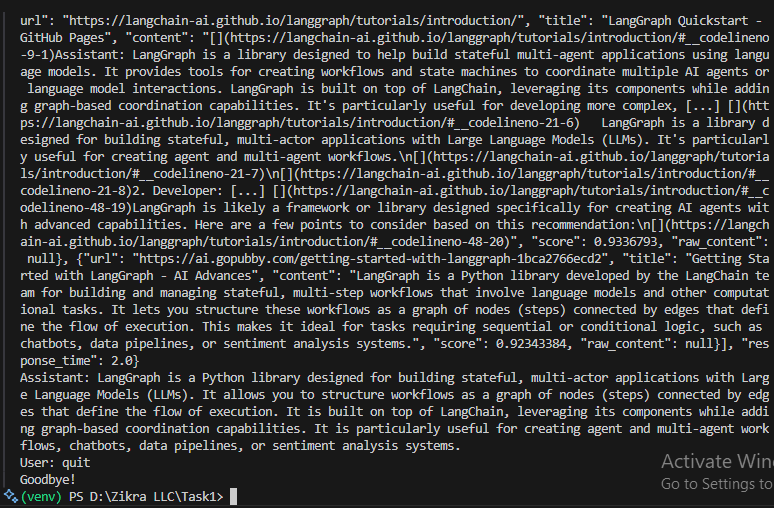 url": "https://langchain-ai.github.io/langgraph/tutorials/introduction/", "title": "LangGraph Quickstart -
GitHub Pages", "content": "[](https://langchain-ai.github.io/langgraph/tutorials/introduction/#__codelineno
-9-1)Assistant: LangGraph is a library designed to help build stateful multi-agent applications using langu
age models. It provides tools for creating workflows and state machines to coordinate multiple AI agents or
language model interactions. LangGraph is built on top of LangChain, leveraging its components while addin
g graph-based coordination capabilities. It's particularly useful for developing more complex, [...] [](htt
ps://langchain-ai.github.io/langgraph/tutorials/introduction/#__codelineno-21-6)   LangGraph is a library d
esigned for building stateful, multi-actor applications with Large Language Models (LLMs). It's particularl
y useful for creating agent and multi-agent workflows.\n[](https://langchain-ai.github.io/langgraph/tutoria
ls/introduction/#__codelineno-21-7)\n[](https://langchain-ai.github.io/langgraph/tutorials/introduction/#__
codelineno-21-8)2. Developer: [...] [](https://langchain-ai.github.io/langgraph/tutorials/introduction/#__c
odelineno-48-19)LangGraph is likely a framework or library designed specifically for creating AI agents wit
h advanced capabilities. Here are a few points to consider based on this recommendation:\n[](https://langch
ain-ai.github.io/langgraph/tutorials/introduction/#__codelineno-48-20)", "score": 0.9336793, "raw_content":
null}, {"url": "https://ai.gopubby.com/getting-started-with-langgraph-1bca2766ecd2", "title": "Getting Sta
rted with LangGraph - AI Advances", "content": "LangGraph is a Python library developed by the LangChain te
am for building and managing stateful, multi-step workflows that involve language models and other computat
ional tasks. It lets you structure these workflows as a graph of nodes (steps) connected by edges that defi
ne the flow of execution. This makes it ideal for tasks requiring sequential or conditional logic, such as
chatbots, data pipelines, or sentiment analysis systems.", "score": 0.92343384, "raw_content": null}], "res
ponse_time": 2.0}
Assistant: LangGraph is a Python library designed for building stateful, multi-actor applications with Larg
e Language Models (LLMs). It allows you to structure workflows as a graph of nodes (steps) connected by edg
es that define the flow of execution. It is built on top of LangChain, leveraging its components while addi
ng graph-based coordination capabilities. It is particularly useful for creating agent and multi-agent work
flows, chatbots, data pipelines, or sentiment analysis systems.
User: quit
Goodbye!
(venv) PS D:\Zikra LLC\Task1>
Activate Win
Go to Settings to